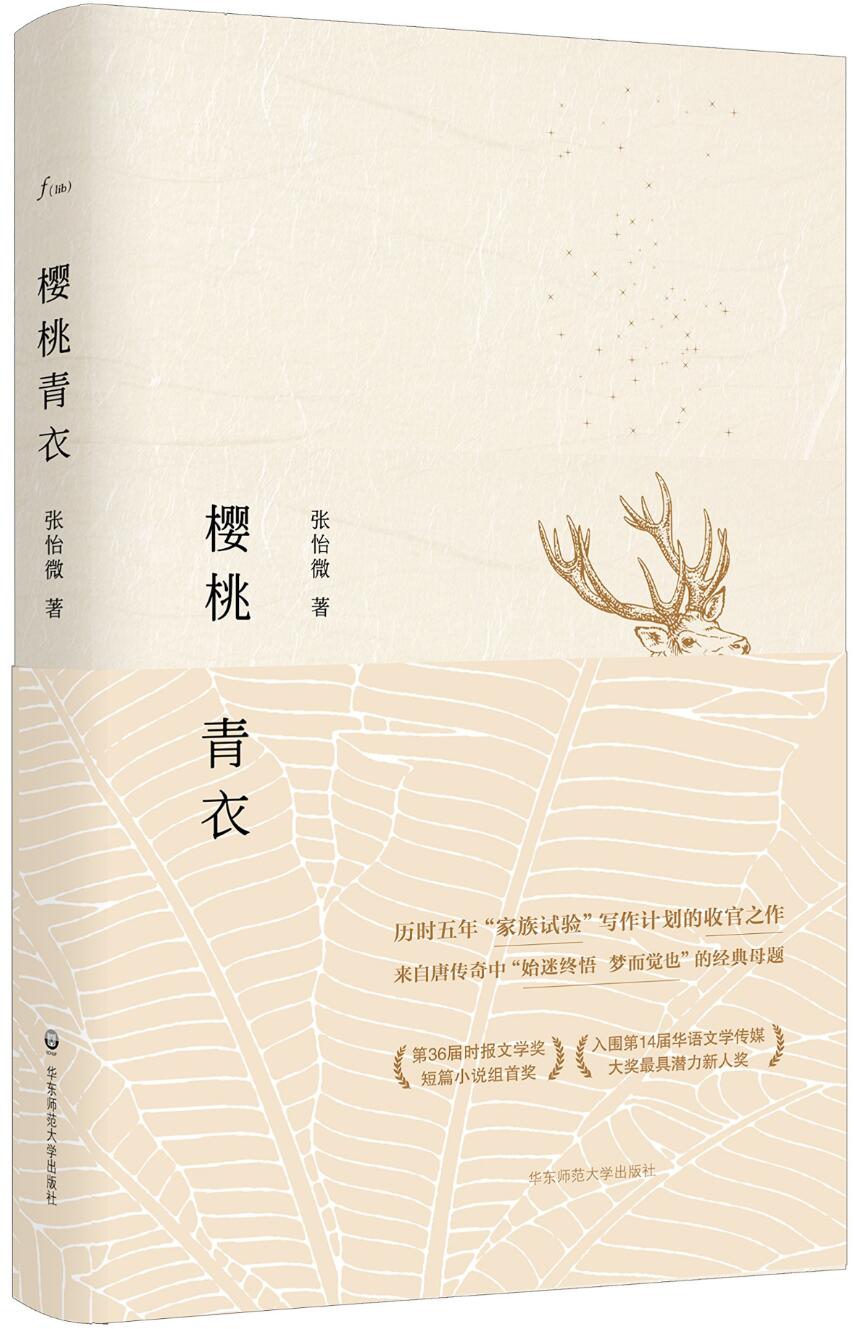 f(lib)
樱桃青衣
张怡微 著
华东师范大学出版社
张怡微 著
樱桃 青衣
历时五年“家族试验”写作计划的收官之作
来自唐传奇中“始迷终悟 梦而觉也”的经典母题
第36届时报文学奖
短篇小说组首奖
入围第14届华语文学传媒
大奖最具潜力新人奖
华东师范大学出版社